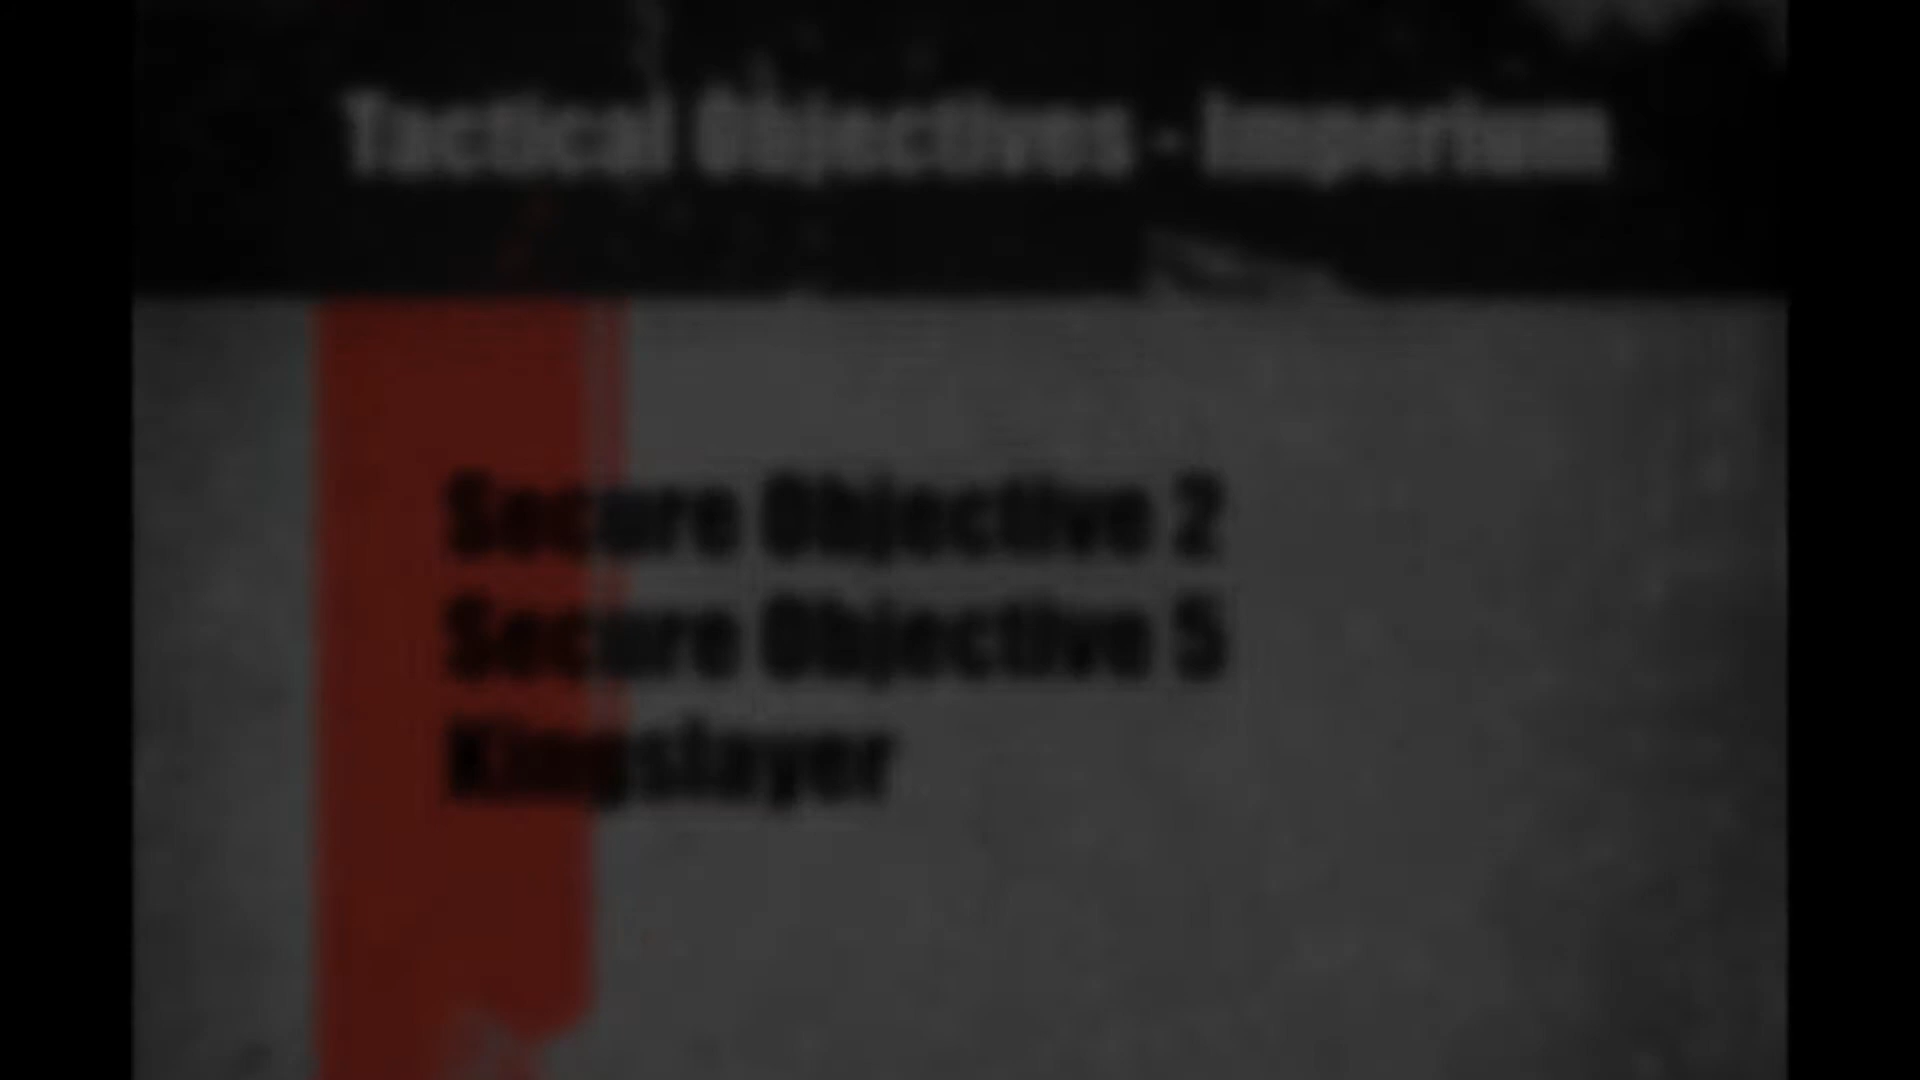 Tactical Objectives - Imperium
Secure Objective 2
Secure Objective 5
Kingslayer